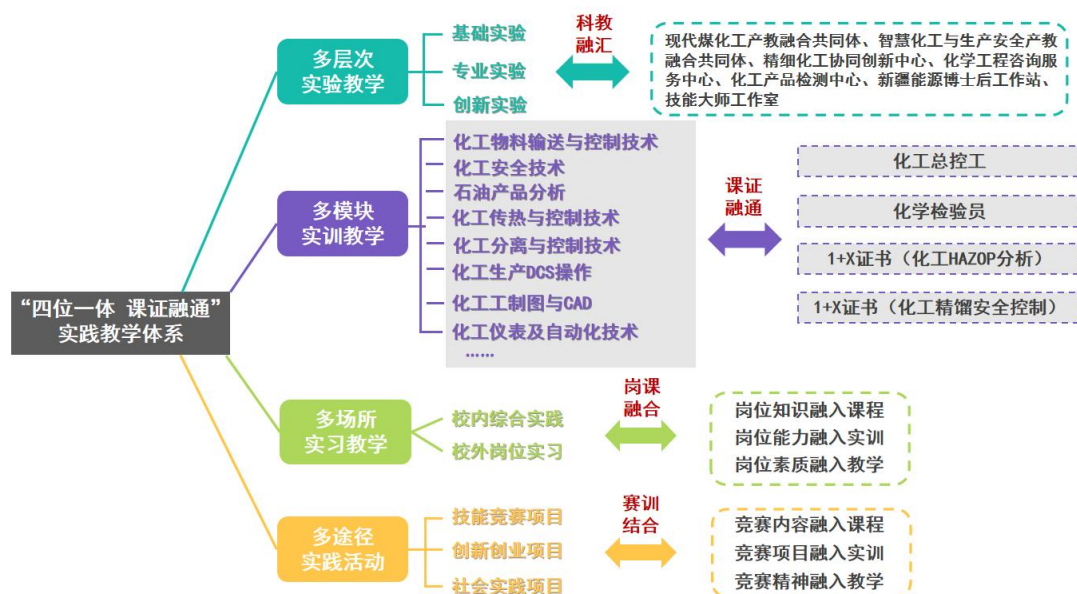 “四位一体 课证融通”
实践教学体系
多层次
实验教学
基础实验
专业实验
创新实验
科教
融汇
现代煤化工产教融合共同体、智慧化工与生产安全产教
融合共同体、精细化工协同创新中心、化学工程咨询服
务中心、化工产品检测中心、新疆能源博士后工作站、
技能大师工作室
多模块
实训教学
化工物料输送与控制技术
化工安全技术
石油产品分析
化工传热与控制技术
化工分离与控制技术
化工生产DCS操作
化工工制图与CAD
化工仪表及自动化技术
……
课证
融通
化工总控工
化学检验员
1+X证书（化工HAZOP分析）
1+X证书（化工精馏安全控制）
多场所
实习教学
校内综合实践
校外岗位实习
岗课
融合
岗位知识融入课程
岗位能力融入实训
岗位素质融入教学
多途径
实践活动
技能竞赛项目
创新创业项目
社会实践项目
赛训
结合
竞赛内容融入课程
竞赛项目融入实训
竞赛精神融入教学